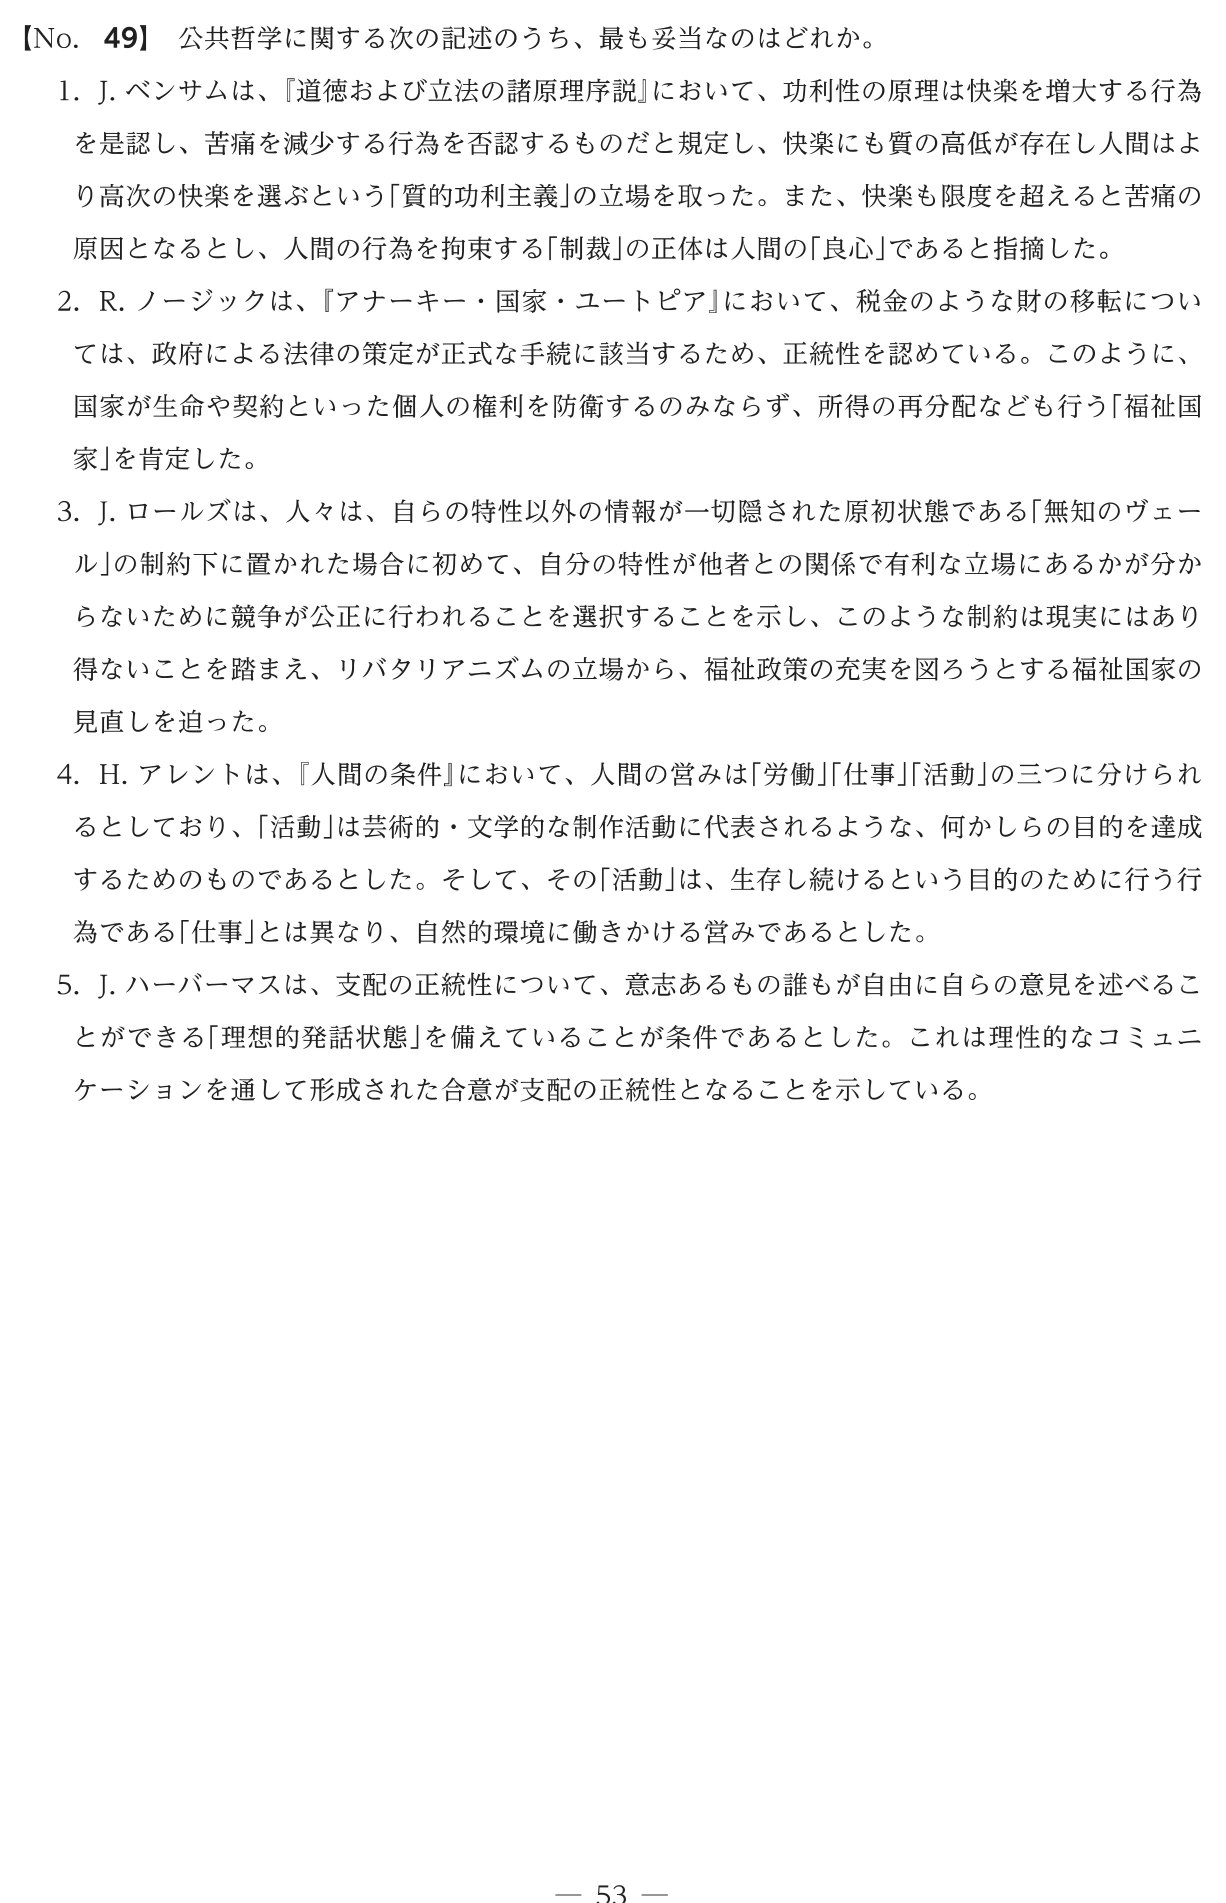 【No. 49】 公共哲学に関する次の記述のうち、最も妥当なのはどれか。
1. J. ベンサムは、『道徳および立法の諸原理序説』において、功利性の原理は快楽を増大する行為
を是認し、苦痛を減少する行為を否認するものだと規定し、快楽にも質の高低が存在し人間はよ
り高次の快楽を選ぶという「質的功利主義」の立場を取った。また、快楽も限度を超えると苦痛の
原因となるとし、人間の行為を拘束する「制裁」の正体は人間の「良心」であると指摘した。
2. R. ノージックは、『アナーキー・国家・ユートピア』において、税金のような財の移転につい
ては、政府による法律の策定が正式な手続に該当するため、正統性を認めている。このように、
国家が生命や契約といった個人の権利を防衛するのみならず、所得の再分配なども行う「福祉国
家」を肯定した。
3. J. ロールズは、人々は、自らの特性以外の情報が一切隠された原初状態である「無知のヴェー
ル」の制約下に置かれた場合に初めて、自分の特性が他者との関係で有利な立場にあるかが分か
らないために競争が公正に行われることを選択することを示し、このような制約は現実にはあり
得ないことを踏まえ、リバタリアニズムの立場から、福祉政策の充実を図ろうとする福祉国家の
見直しを迫った。
4. H. アレントは、『人間の条件』において、人間の営みは「労働」「仕事」「活動」の三つに分けられ
るとしており、「活動」は芸術的・文学的な制作活動に代表されるような、何かしらの目的を達成
するためのものであるとした。そして、その「活動」は、生存し続けるという目的のために行う行
為である「仕事」とは異なり、自然的環境に働きかける営みであるとした。
5. J. ハーバーマスは、支配の正統性について、意志あるもの誰もが自由に自らの意見を述べるこ
とができる「理想的発話状態」を備えていることが条件であるとした。これは理性的なコミュニ
ケーションを通して形成された合意が支配の正統性となることを示している。
— 53 —